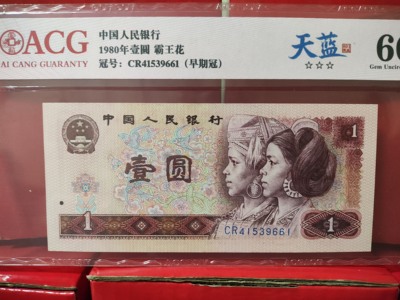 ACG
AI CANG GUARANTY
中国人民银行
1980年壹圆 霸王花
冠号：CR41539661（早期冠）
天蓝
☆☆☆
Gem Uncirc
中国人民银行
1
壹圆
1
1
CR41539661